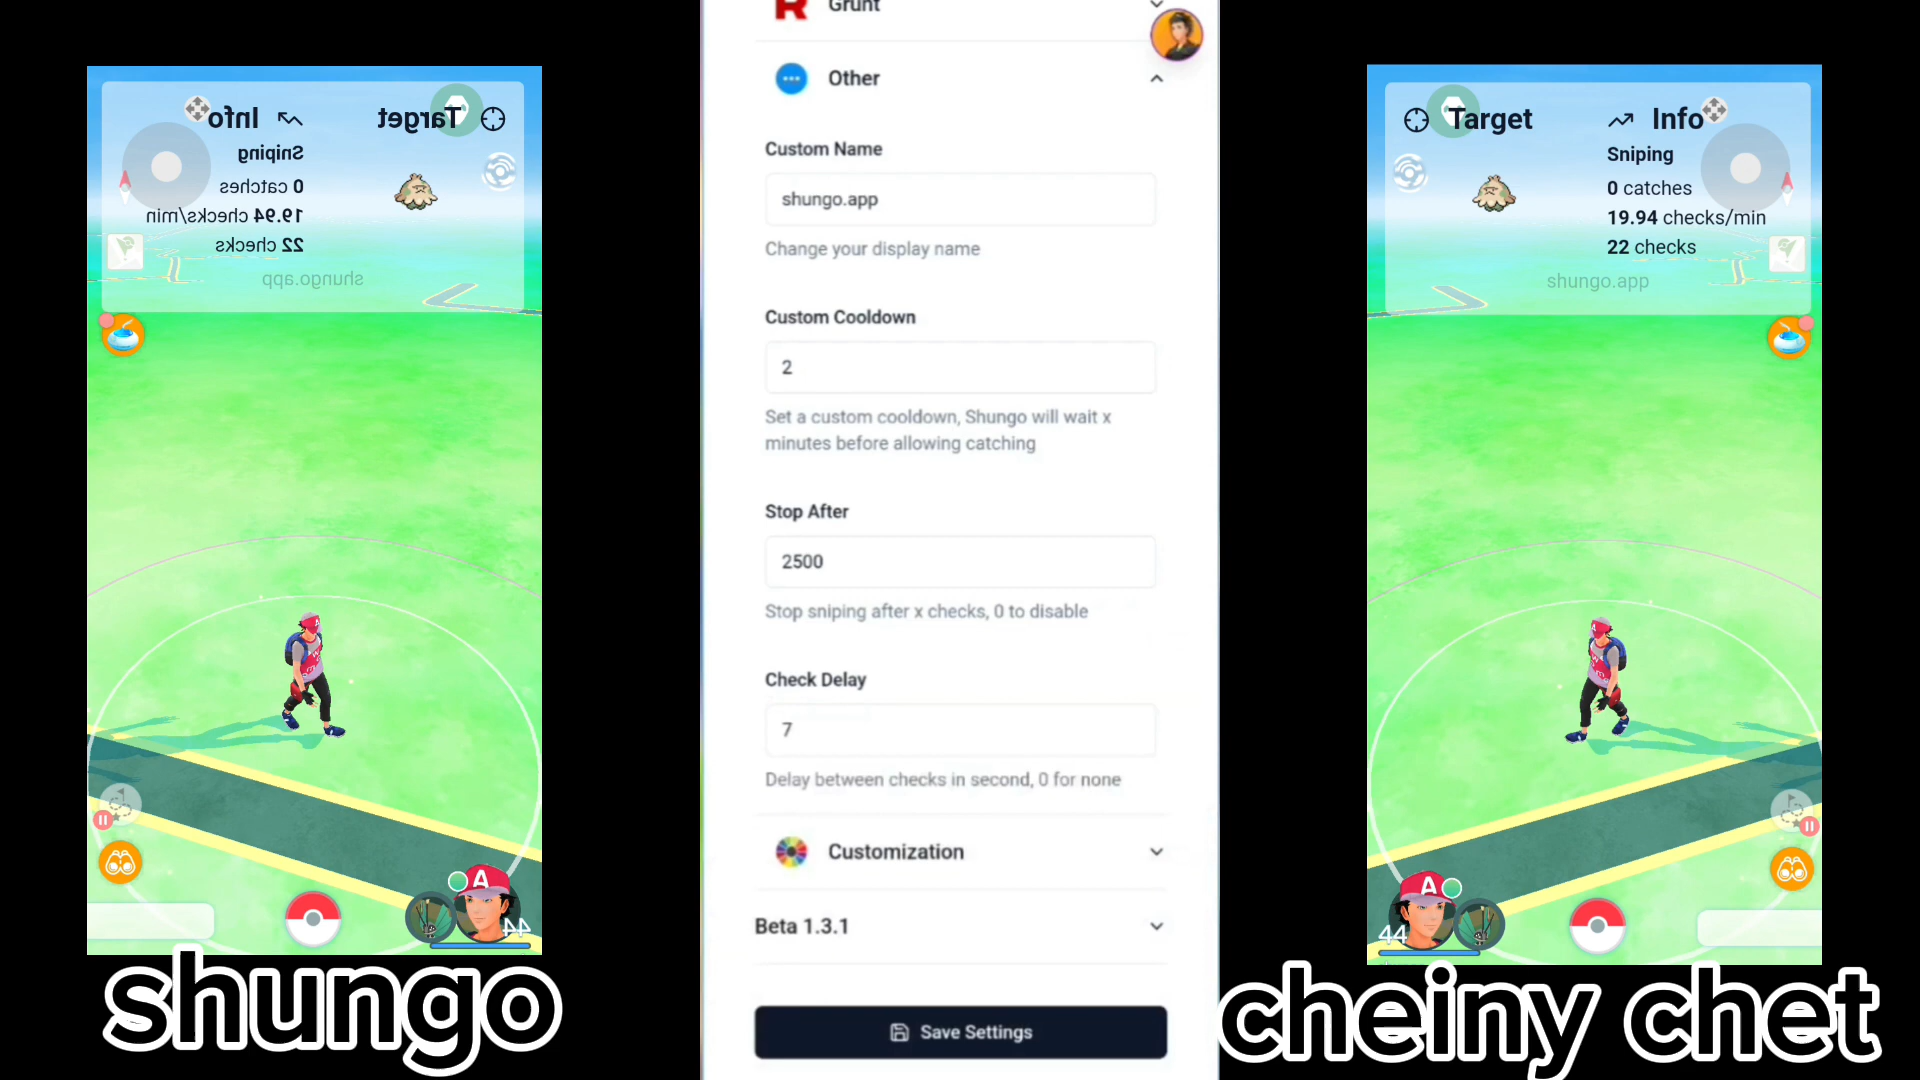 Info
Target
Sniping
0 catches
19.94 checks/min
22 checks
shungo.app
A
44
shungo
R
Grunt
Other
Custom Name
shungo.app
Change your display name
Custom Cooldown
2
Set a custom cooldown, Shungo will wait x
minutes before allowing catching
Stop After
2500
Stop sniping after x checks, 0 to disable
Check Delay
7
Delay between checks in second, 0 for none
Customization
Beta 1.3.1
Save Settings
Target
Info
Sniping
0 catches
19.94 checks/min
22 checks
shungo.app
A
44
cheiny chet